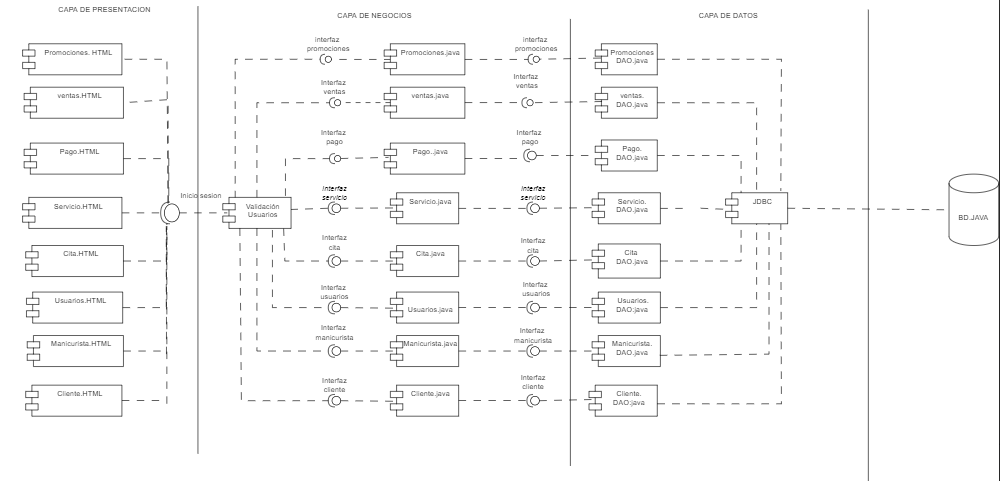 CAPA DE PRESENTACION
CAPA DE NEGOCIOS
CAPA DE DATOS
Promociones. HTML
interfaz
promociones
Promociones.java
interfaz
promociones
Promociones
DAO.java
ventas.HTML
Interfaz
ventas
ventas.java
Interfaz
ventas
ventas.
DAO.java
Pago.HTML
Interfaz
pago
Pago..java
Interfaz
pago
Pago.
DAO.java
Inicio sesion
Servicio.HTML
Validación
Usuarios
Interfaz
servicio
Servicio.java
Interfaz
servicio
Servicio.
DAO.java
JDBC
BD.JAVA
Cita.HTML
Interfaz
cita
Cita.java
Interfaz
cita
Cita
DAO.java
Usuarios.HTML
Interfaz
usuarios
Usuarios.java
Interfaz
usuarios
Usuarios.
DAO.java
Manicurista.HTML
Interfaz
manicurista
Manicurista.java
Interfaz
manicurista
Manicurista.
DAO.java
Cliente.HTML
Interfaz
cliente
Cliente.java
Interfaz
cliente
Cliente.
DAO.java